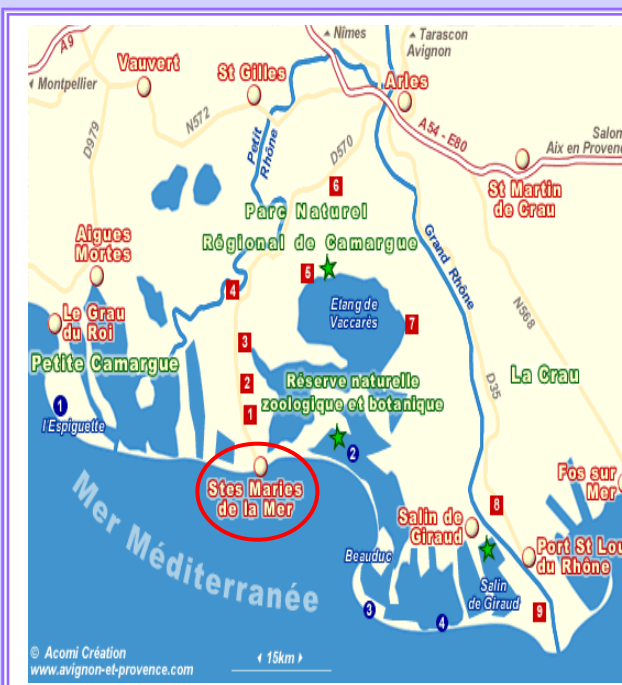 A9
Nîmes
Tarascon
Avignon
Vauvert
St Gilles
Arles
Montpellier
N572
D979
Petit
Rhône
D570
A54 - E80
Salon
Aix en Provence
St Martin
de Crau
6
Parc Naturel
Régional de Camargue
Grand Rhône
Aigues
Mortes
5
4
Etang de
Vaccarès
7
N568
Le Grau
du Roi
3
Petite Camargue
2
Réserve naturelle
zoologique et botanique
D35
La Crau
1
l'Espiguette
1
2
Stes Maries
de la Mer
Fos sur
Mer
8
Salin de
Giraud
Mer Méditerranée
Beauduc
Port St Lou
du Rhône
Salin
de Giraud
3
4
9
© Acomi Création
www.avignon-et-provence.com
15km